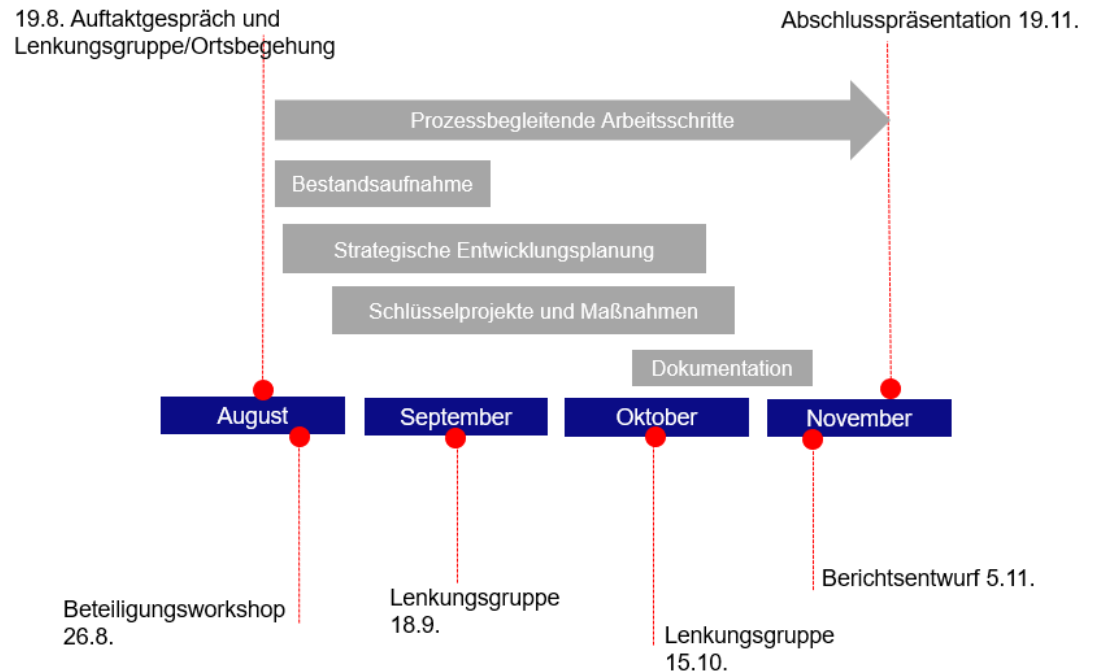 19.8. Auftaktgespräch und
Lenkungsgruppe/Ortsbegehung
Abschlusspräsentation 19.11.
Prozessbegleitende Arbeitsschritte
Bestandsaufnahme
Strategische Entwicklungsplanung
Schlüsselprojekte und Maßnahmen
Dokumentation
August
September
Oktober
November
Beteiligungsworkshop
26.8.
Lenkungsgruppe
18.9.
Lenkungsgruppe
15.10.
Berichtsentwurf 5.11.